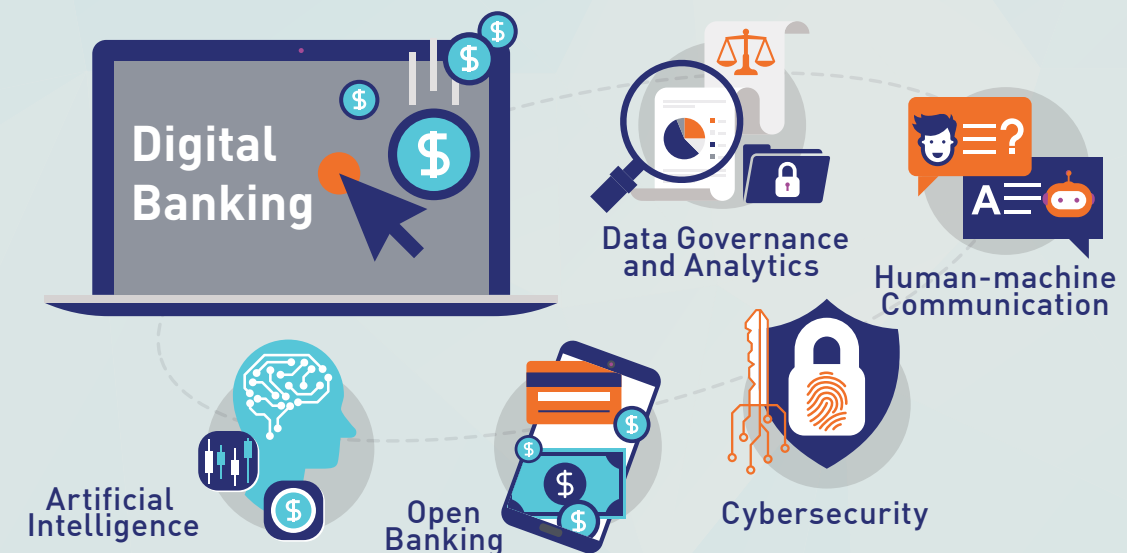 Digital
Banking
$
$
$
$
Data Governance
and Analytics
?
A
Human-machine
Communication
$
Artificial
Intelligence
$
$
$
$
Open
Banking
Cybersecurity